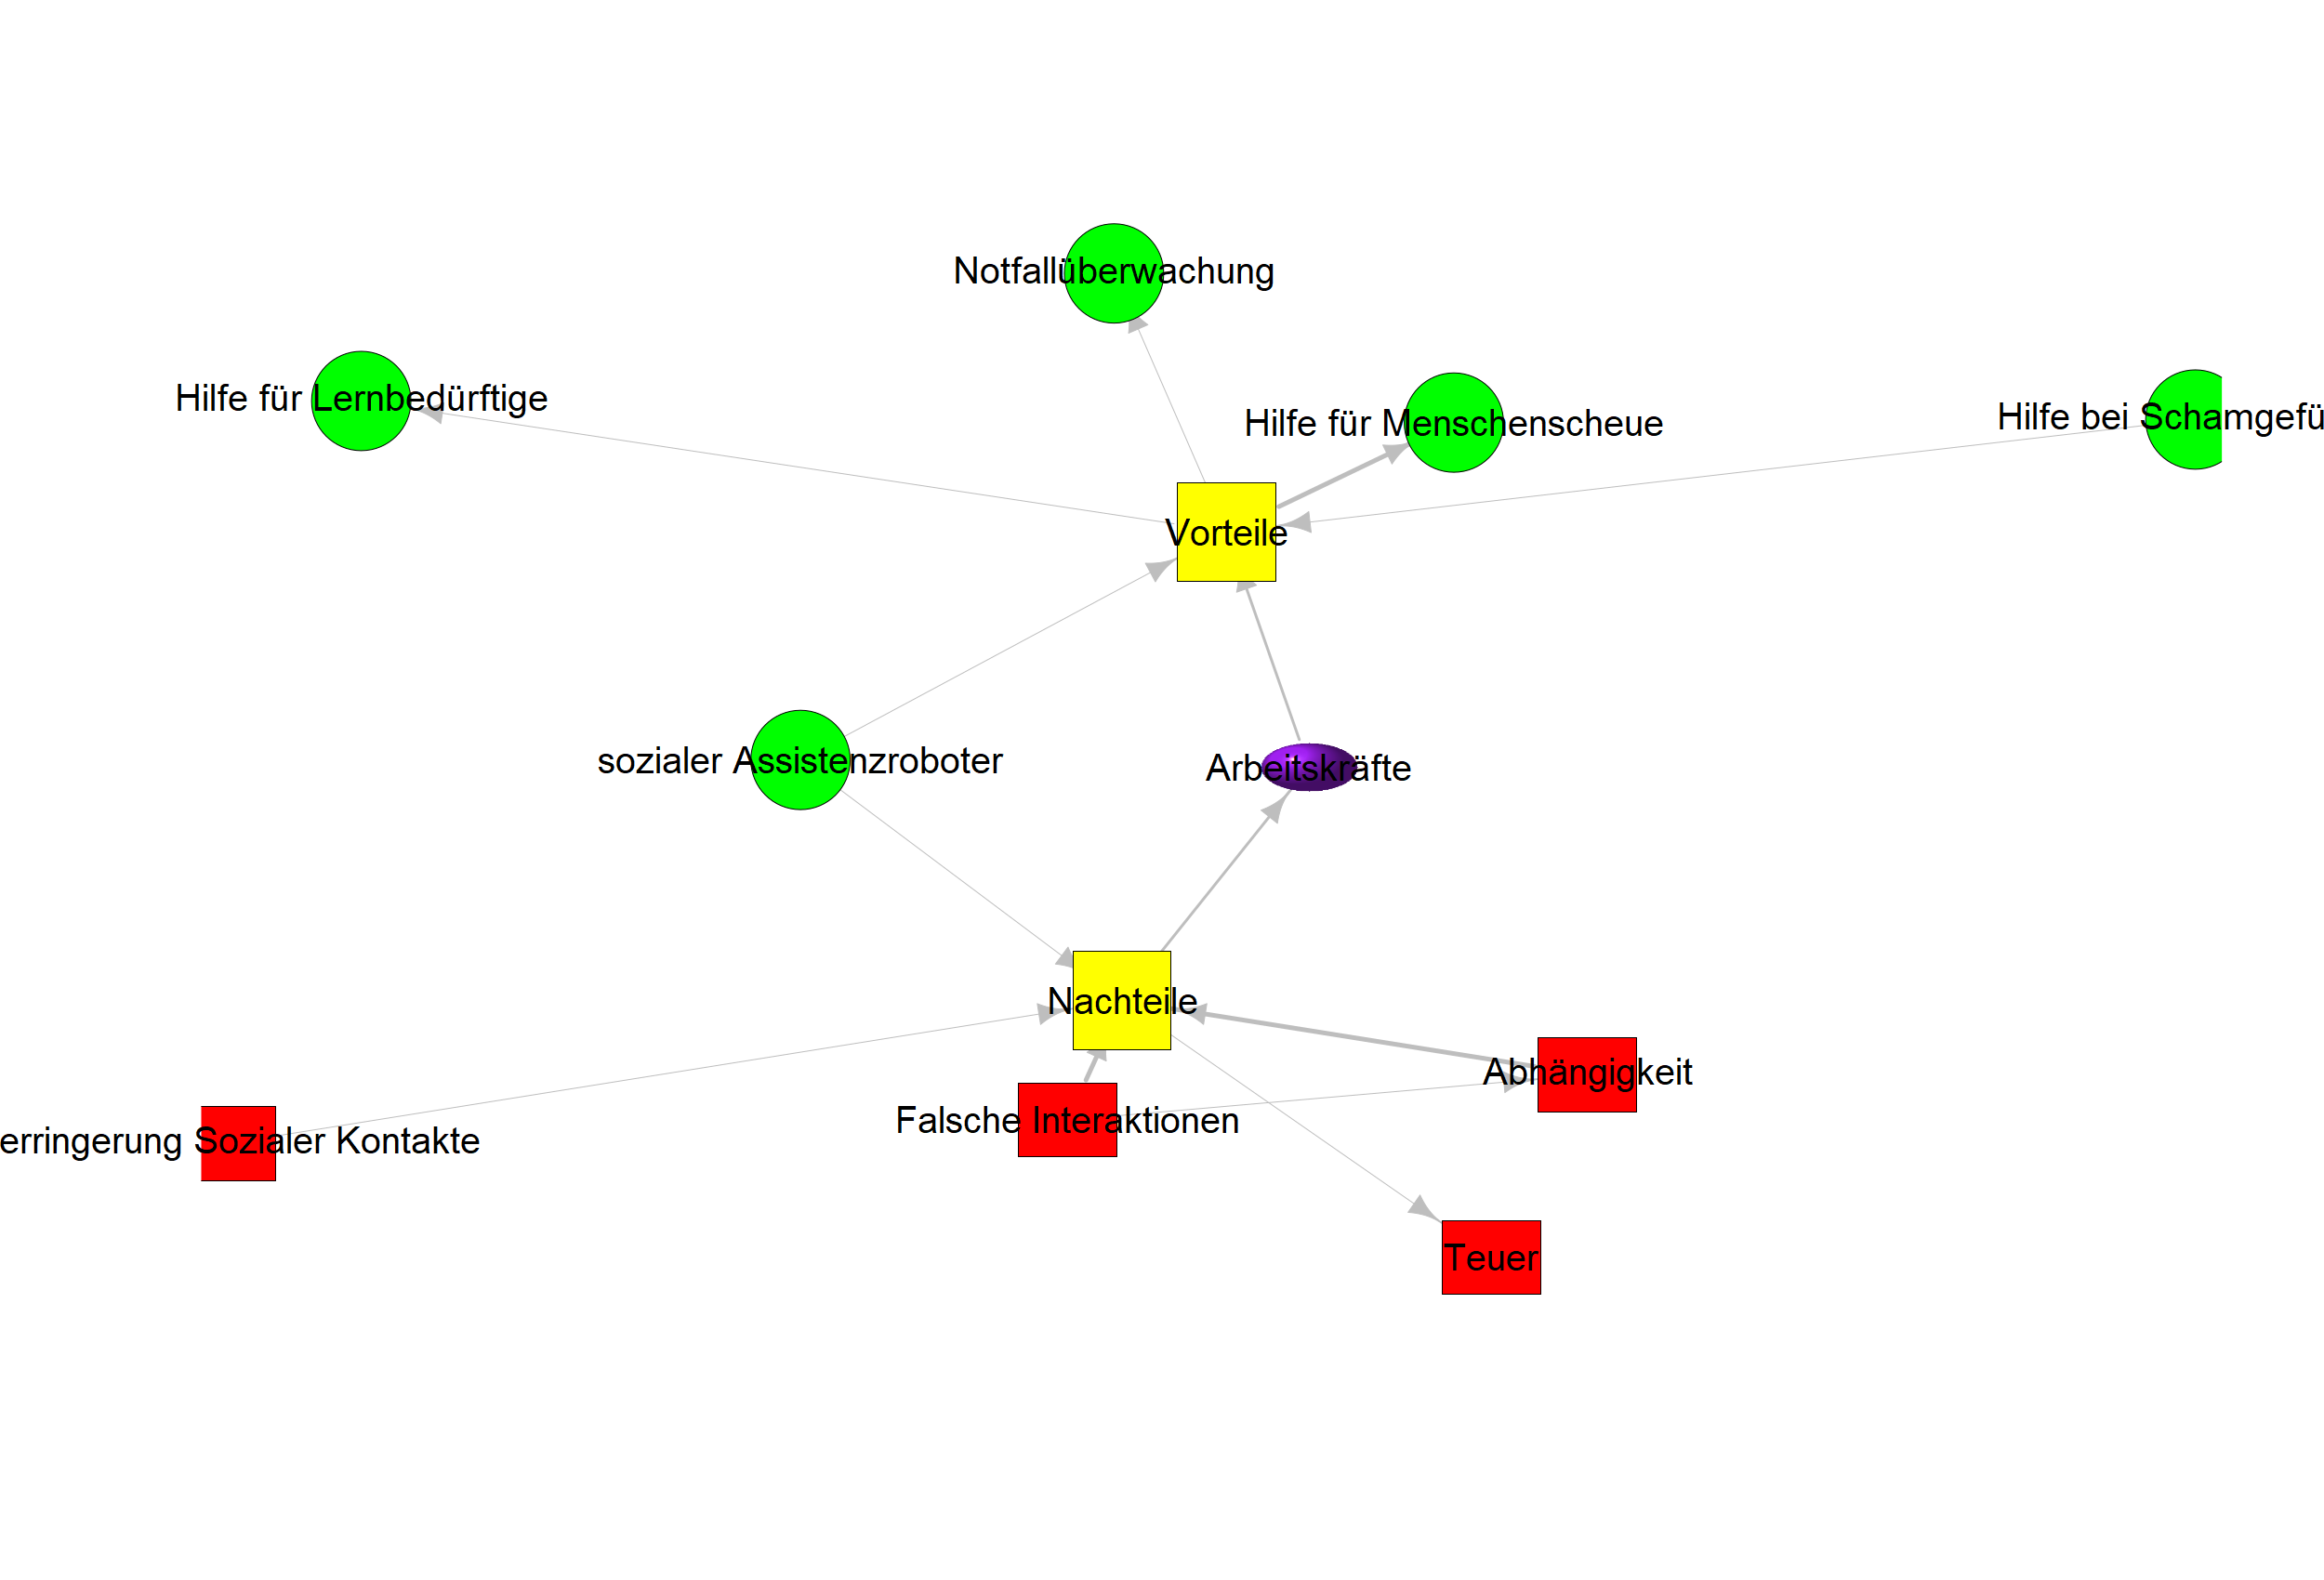 Notfallüberwachung
Hilfe für Lernbedürftige
Hilfe für Menschenscheue
Hilfe bei Schamgefü
Vorteile
sozialer Assistenzroboter
Arbeitskräfte
Nachteile
Abhängigkeit
Falsche Interaktionen
erringerung Sozialer Kontakte
Teuer